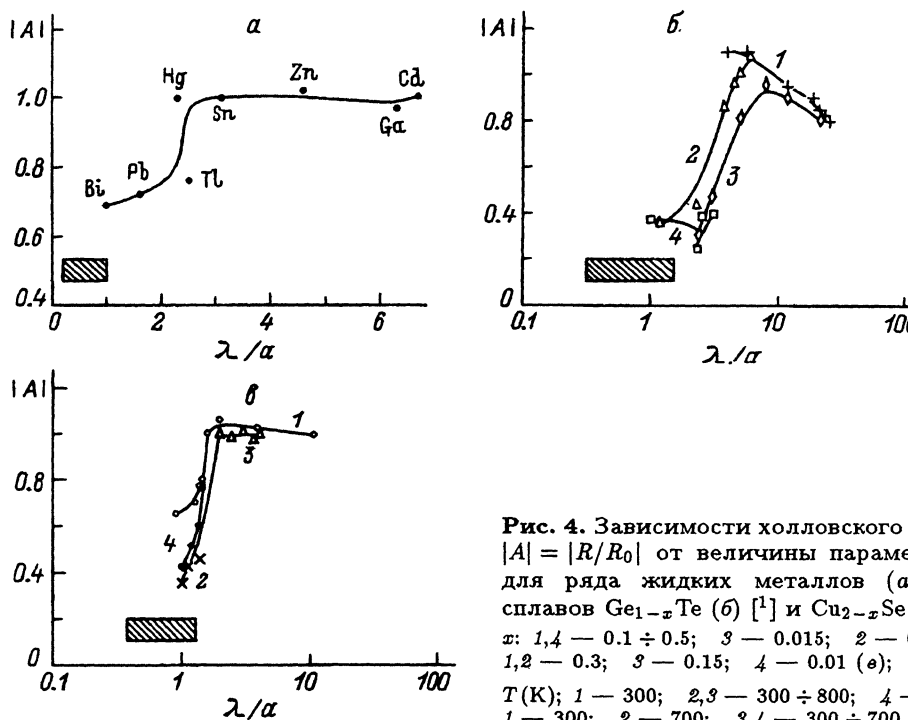 |A|
а
1.0
0.8
0.6
0.4
Hg
Sn
Zn
Cd
Ga
Bi
Pb
Tl
0
2
4
6
λ/a
|A|
б
0.8
0.4
0
1
2
3
4
0.1
1
10
100
λ/a
|A|
в
0.8
0.4
0
1
3
4
2
0.1
1
10
100
λ/a
Рис. 4. Зависимости холловского
|A| = |R/R₀| от величины
для ряда жидких металлов (а
сплавов Ge₁₋ₓTe (б) [¹] и Cu₂₋ₓSe
x: 1,4 — 0.1 ÷ 0.5; 3 — 0.015; 2 —
1,2 — 0.3; 3 — 0.15; 4 — 0.01 (в);
T(K); 1 — 300; 2,3 — 300 ÷ 800; 4 —
1 — 300; 2 — 700; 3,4 — 300 ÷ 700